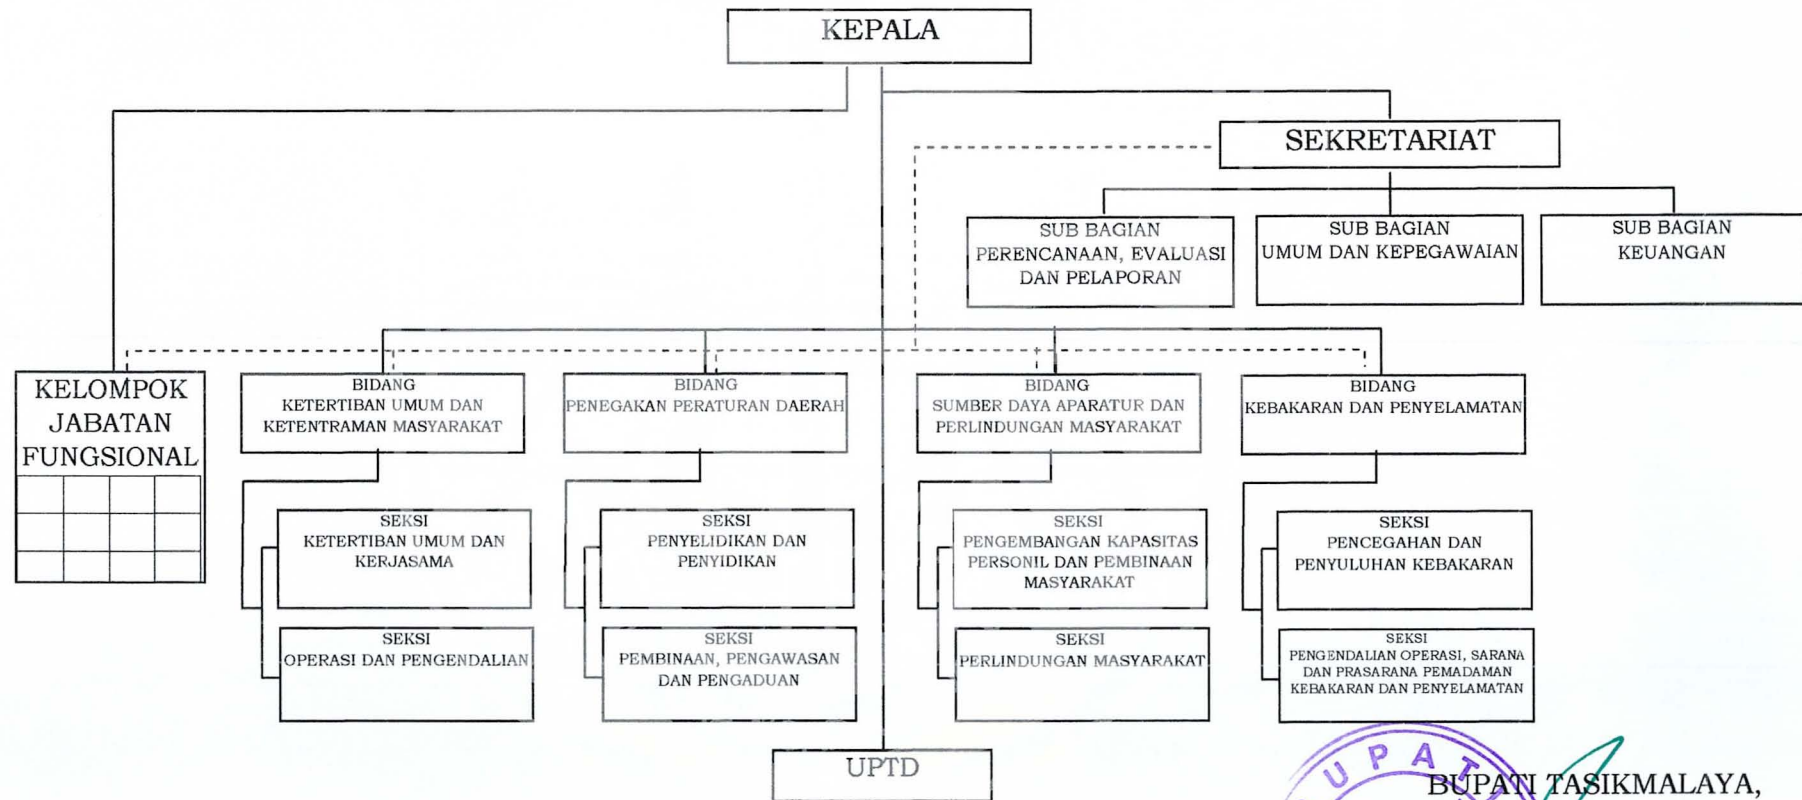 KEPALA
SEKRETARIAT
SUB BAGIAN
PERENCANAAN, EVALUASI
DAN PELAPORAN
SUB BAGIAN
UMUM DAN KEPEGAWAIAN
SUB BAGIAN
KEUANGAN
KELOMPOK
JABATAN
FUNGSIONAL
BIDANG
KETERTIBAN UMUM DAN
KETENTRAMAN MASYARAKAT
SEKSI
KETERTIBAN UMUM DAN
KERJASAMA
SEKSI
OPERASI DAN PENGENDALIAN
BIDANG
PENEGAKAN PERATURAN DAERAH
SEKSI
PENYELIDIKAN DAN
PENYIDIKAN
SEKSI
PEMBINAAN, PENGAWASAN
DAN PENGADUAN
BIDANG
SUMBER DAYA APARATUR DAN
PERLINDUNGAN MASYARAKAT
SEKSI
PENGEMBANGAN KAPASITAS
PERSONIL DAN PEMBINAAN
MASYARAKAT
SEKSI
PERLINDUNGAN MASYARAKAT
BIDANG
KEBAKARAN DAN PENYELAMATAN
SEKSI
PENCEGAHAN DAN
PENYULUHAN KEBAKARAN
SEKSI
PENGENDALIAN OPERASI, SARANA
DAN PRASARANA PEMADAMAN
KEBAKARAN DAN PENYELAMATAN
UPTD
UPATI
BUPATI TASIKMALAYA,